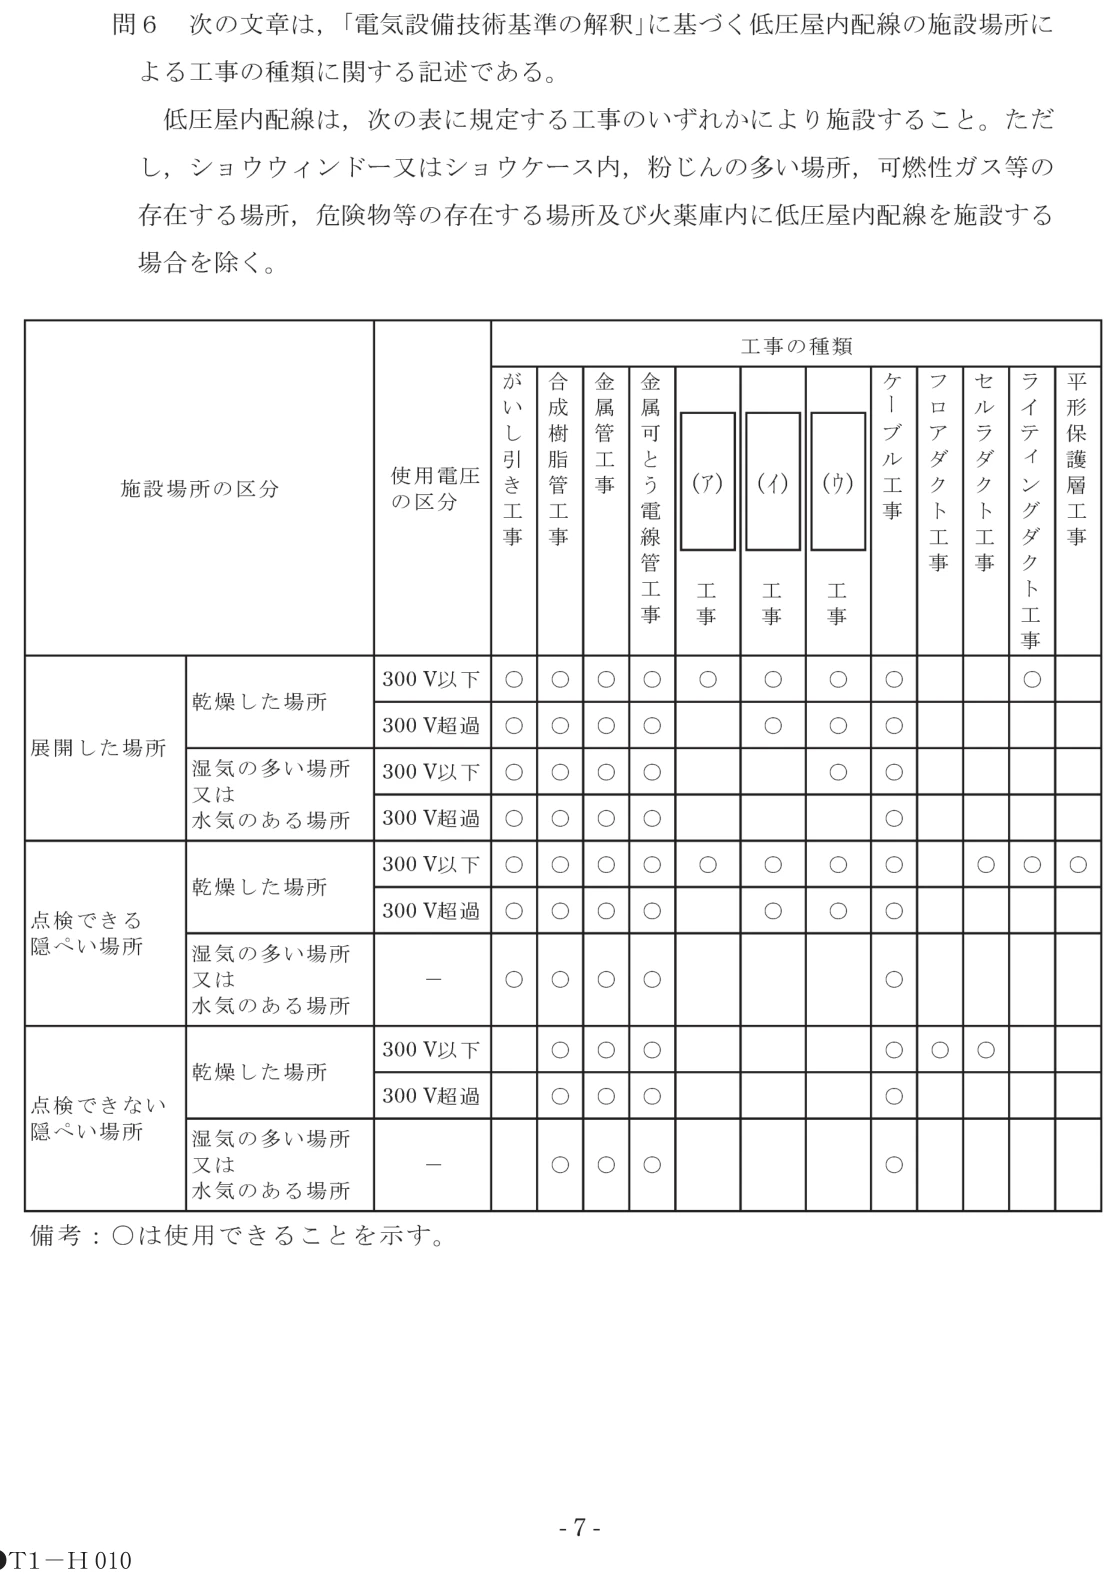 問６　次の文章は，「電気設備技術基準の解釈」に基づく低圧屋内配線の施設場所に
よる工事の種類に関する記述である。
低圧屋内配線は，次の表に規定する工事のいずれかにより施設すること。ただ
し，ショウウィンドー又はショウケース内，粉じんの多い場所，可燃性ガス等の
存在する場所，危険物等の存在する場所及び火薬庫内に低圧屋内配線を施設する
場合を除く。
施設場所の区分
使用電圧
の区分
工事の種類
がいし引き工事
合成樹脂管工事
金属管工事
金属可とう電線管工事
(ア) 工事
(イ) 工事
(ウ) 工事
ケーブル工事
フロアダクト工事
セルラダクト工事
ライティングダクト工事
平形保護層工事
展開した場所
乾燥した場所
300 V以下 ○ ○ ○ ○ ○ ○ ○ ○ ○
300 V超過 ○ ○ ○ ○ ○ ○ ○
湿気の多い場所
又は
水気のある場所
300 V以下 ○ ○ ○ ○ ○ ○
300 V超過 ○ ○ ○ ○ ○
点検できる
隠ぺい場所
乾燥した場所
300 V以下 ○ ○ ○ ○ ○ ○ ○ ○ ○ ○ ○
300 V超過 ○ ○ ○ ○ ○ ○ ○
湿気の多い場所
又は
水気のある場所
－ ○ ○ ○ ○ ○
点検できない
隠ぺい場所
乾燥した場所
300 V以下 ○ ○ ○ ○ ○ ○
300 V超過 ○ ○ ○ ○
湿気の多い場所
又は
水気のある場所
－ ○ ○ ○ ○
備考：○は使用できることを示す。
- 7 -
●T1－H 010